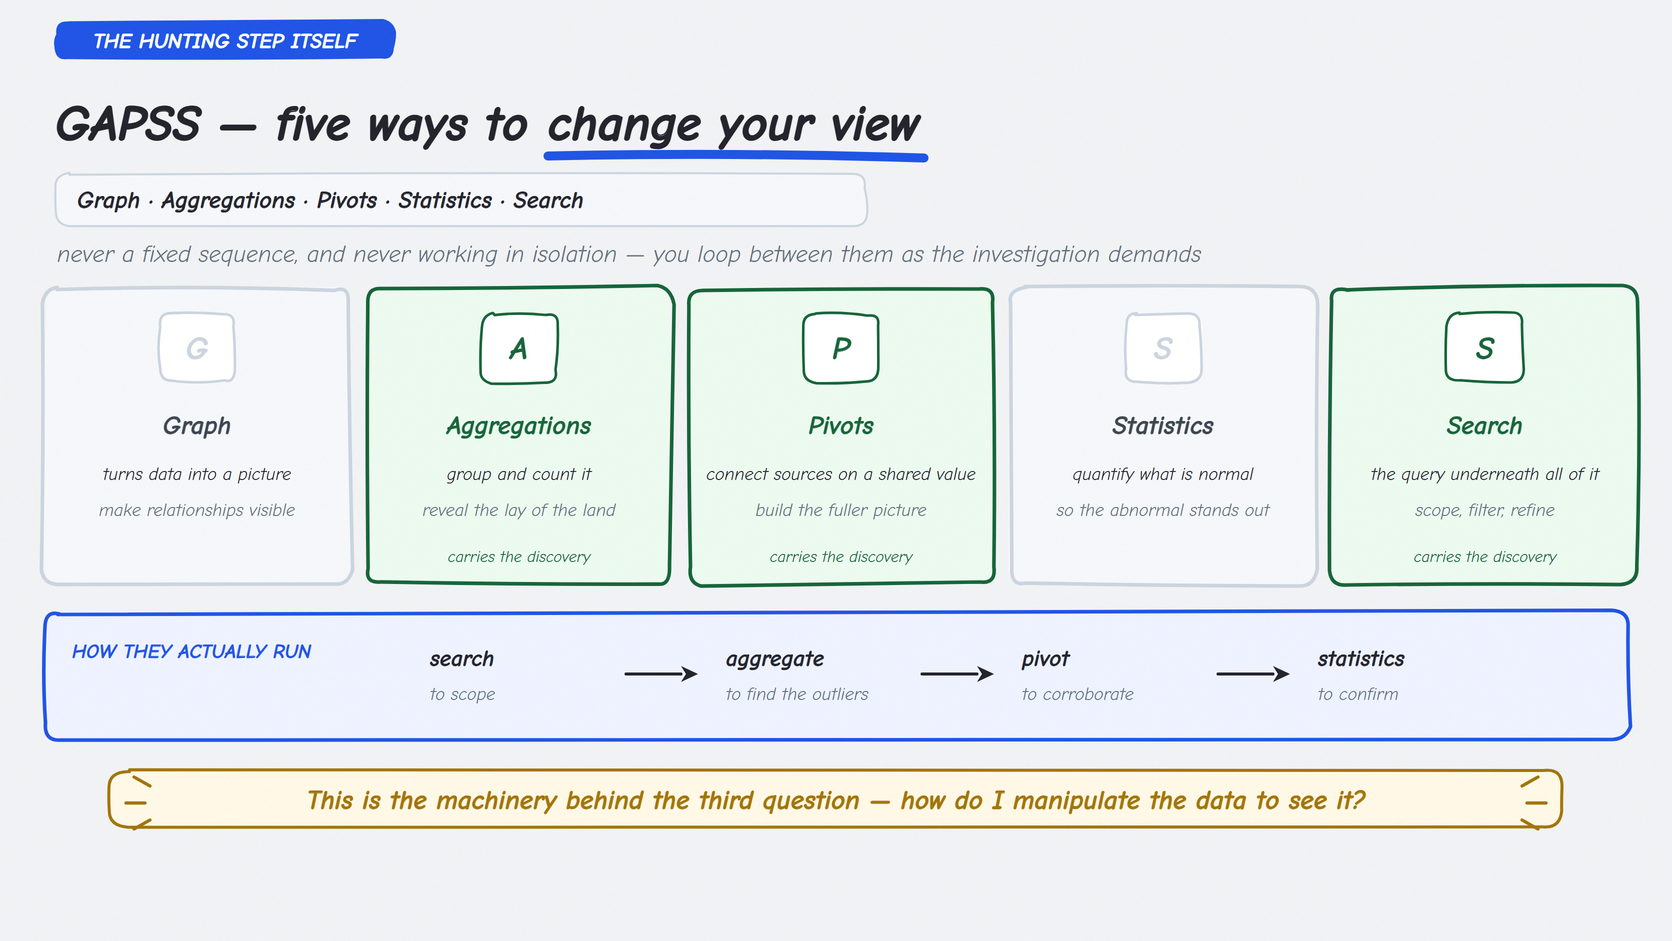 THE HUNTING STEP ITSELF
GAPSS — five ways to change your view
Graph · Aggregations · Pivots · Statistics · Search
never a fixed sequence, and never working in isolation — you loop between them as the investigation demands
G
Graph
turns data into a picture
make relationships visible
A
Aggregations
group and count it
reveal the lay of the land
carries the discovery
P
Pivots
connect sources on a shared value
build the fuller picture
carries the discovery
S
Statistics
quantify what is normal
so the abnormal stands out
S
Search
the query underneath all of it
scope, filter, refine
carries the discovery
HOW THEY ACTUALLY RUN
search
to scope
aggregate
to find the outliers
pivot
to corroborate
statistics
to confirm
This is the machinery behind the third question — how do I manipulate the data to see it?